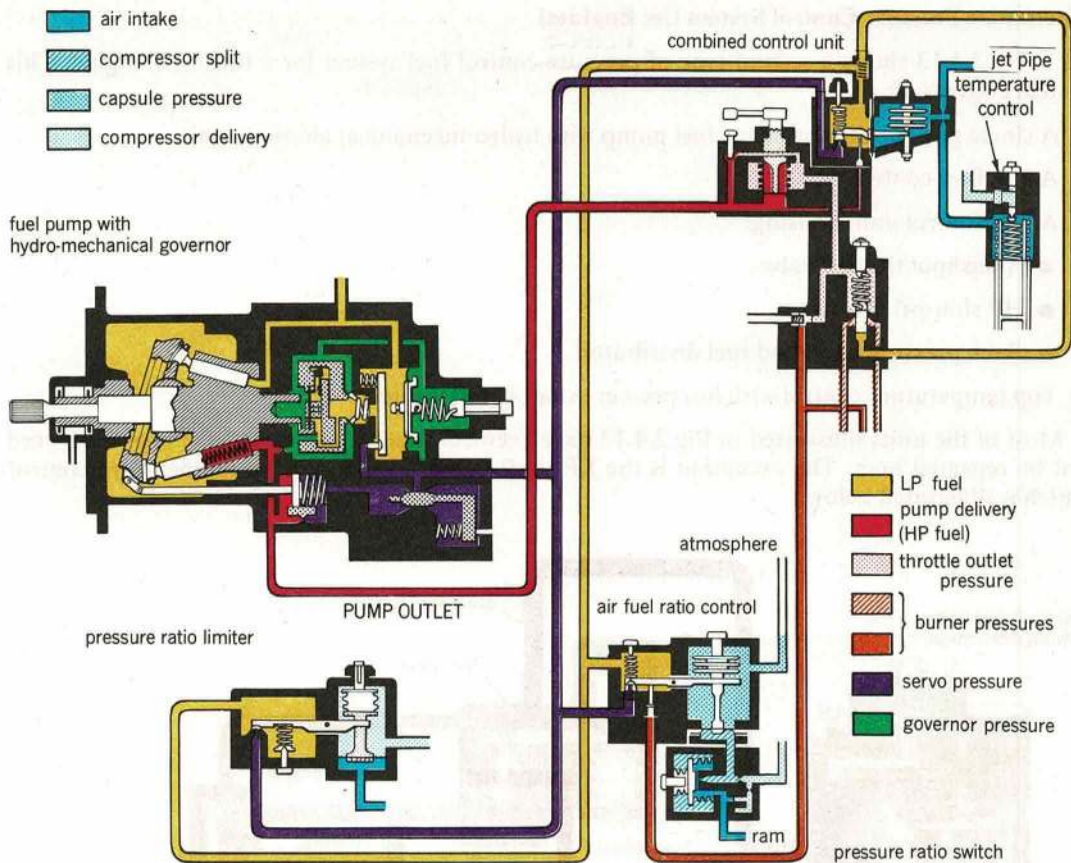 air intake
compressor split
capsule pressure
compressor delivery
combined control unit
jet pipe
temperature
control
fuel pump with
hydro-mechanical governor
LP fuel
pump delivery
(HP fuel)
throttle outlet
pressure
burner pressures
servo pressure
governor pressure
PUMP OUTLET
atmosphere
air fuel ratio control
pressure ratio limiter
ram
pressure ratio switch